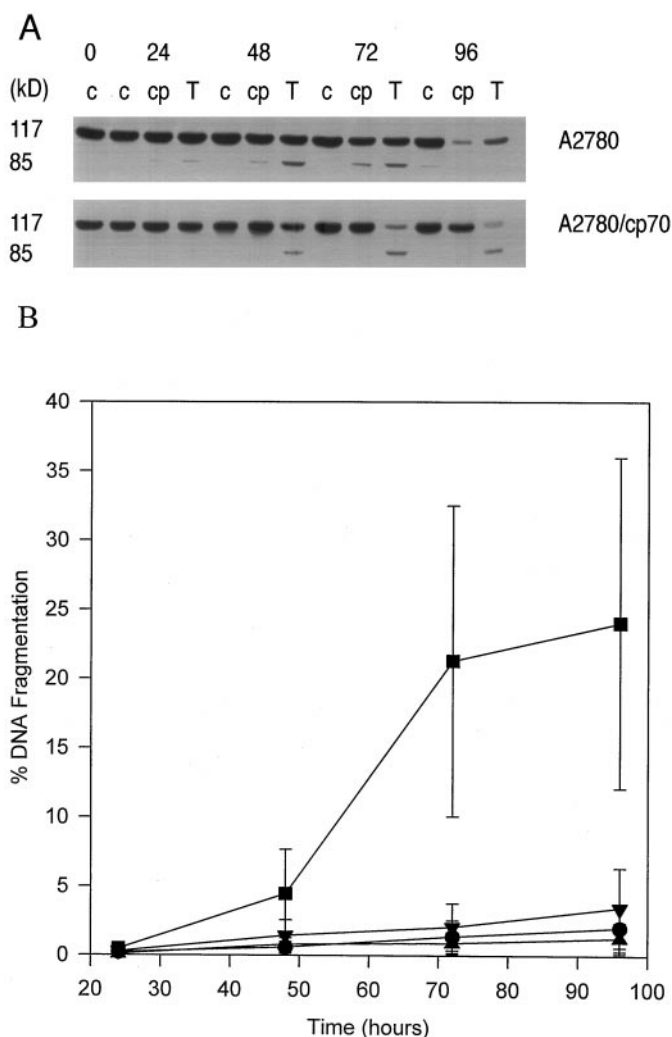 A
0 24 48 72 96
(kD) c c cp T c cp T c cp T c cp T
117
85
A2780
117
85
A2780/cp70
B
40
35
30
25
20
15
10
5
0
% DNA Fragmentation
20 30 40 50 60 70 80 90 100
Time (hours)